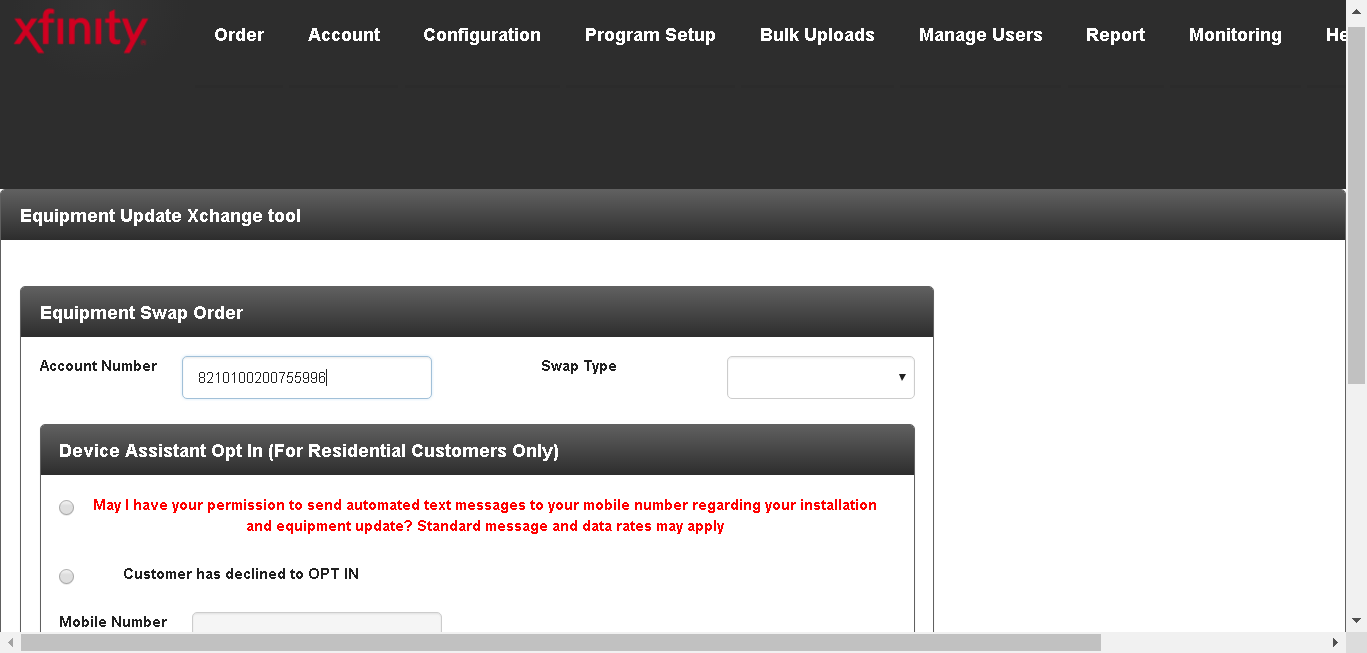 xfinity
Order Account Configuration Program Setup Bulk Uploads Manage Users Report Monitoring He
Equipment Update Xchange tool
Equipment Swap Order
Account Number 8210100200755996 Swap Type
Device Assistant Opt In (For Residential Customers Only)
May I have your permission to send automated text messages to your mobile number regarding your installation
and equipment update? Standard message and data rates may apply
Customer has declined to OPT IN
Mobile Number